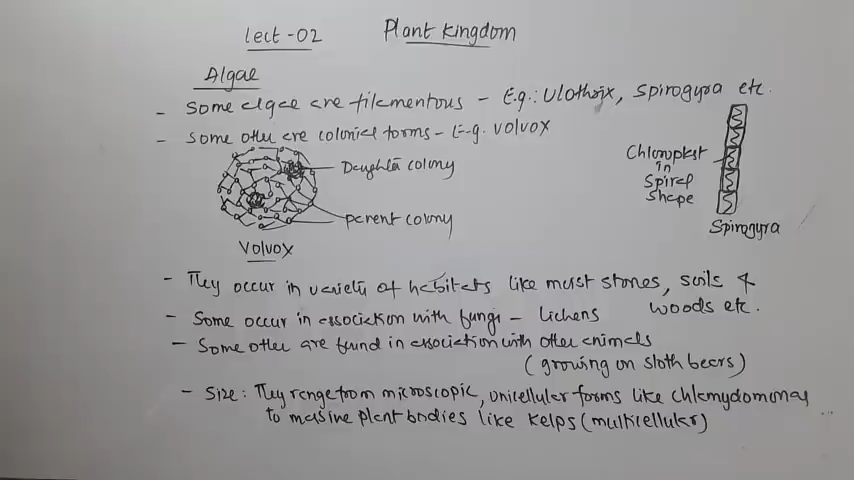 Lect -02 Plant kingdom
Algae
- Some algae are filamentous - E.g.: Ulothrix, Spirogyra etc.
- Some other are colonial forms - E.g. Volvox
Daughter colony
parent colony
Volvox
Chloroplast
in
Spiral
Shape
Spirogyra
- They occur in variety of habitats like moist stones, soils &
woods etc.
- Some occur in association with fungi - lichens
- Some other are found in association with other animals
(growing on sloth bears)
- Size: They range from microscopic, unicellular forms like chlamydomonas
to massive plant bodies like kelps (multicellular)